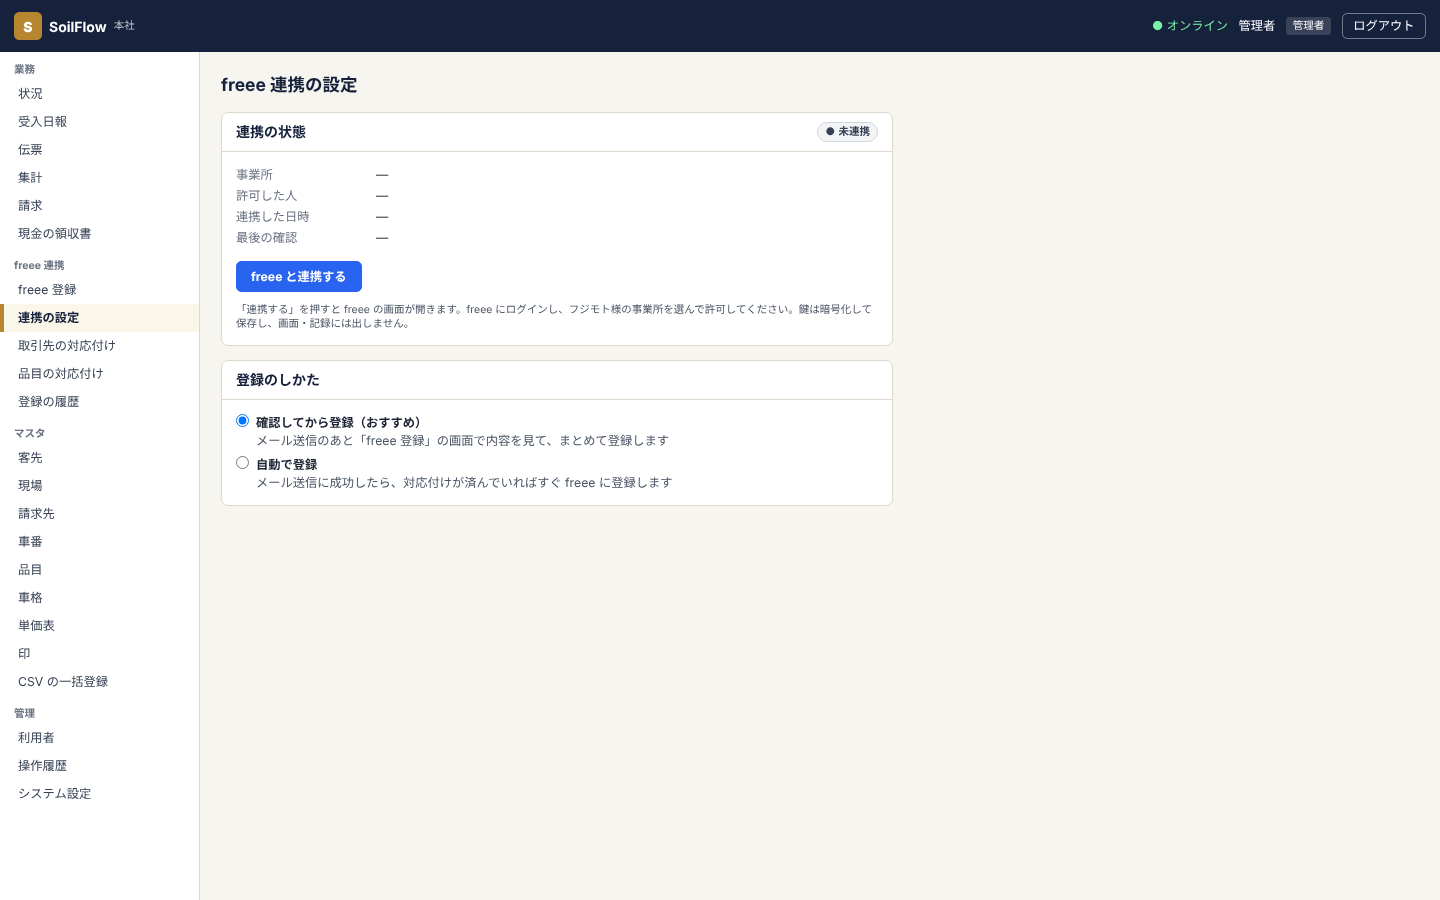 S SoilFlow 本社
オンライン 管理者 管理者 ログアウト
業務
状況
受入日報
伝票
集計
請求
現金の領収書
freee 連携
freee 登録
連携の設定
取引先の対応付け
品目の対応付け
登録の履歴
マスタ
客先
現場
請求先
車番
品目
車格
単価表
印
CSV の一括登録
管理
利用者
操作履歴
システム設定
freee 連携の設定
連携の状態 未連携
事業所 —
許可した人 —
連携した日時 —
最後の確認 —
freee と連携する
「連携する」を押すと freee の画面が開きます。freee にログインし、フジモト様の事業所を選んで許可してください。鍵は暗号化して
保存し、画面・記録には出しません。
登録のしかた
確認してから登録（おすすめ）
メール送信のあと「freee 登録」の画面で内容を見て、まとめて登録します
自動で登録
メール送信に成功したら、対応付けが済んでいればすぐ freee に登録します